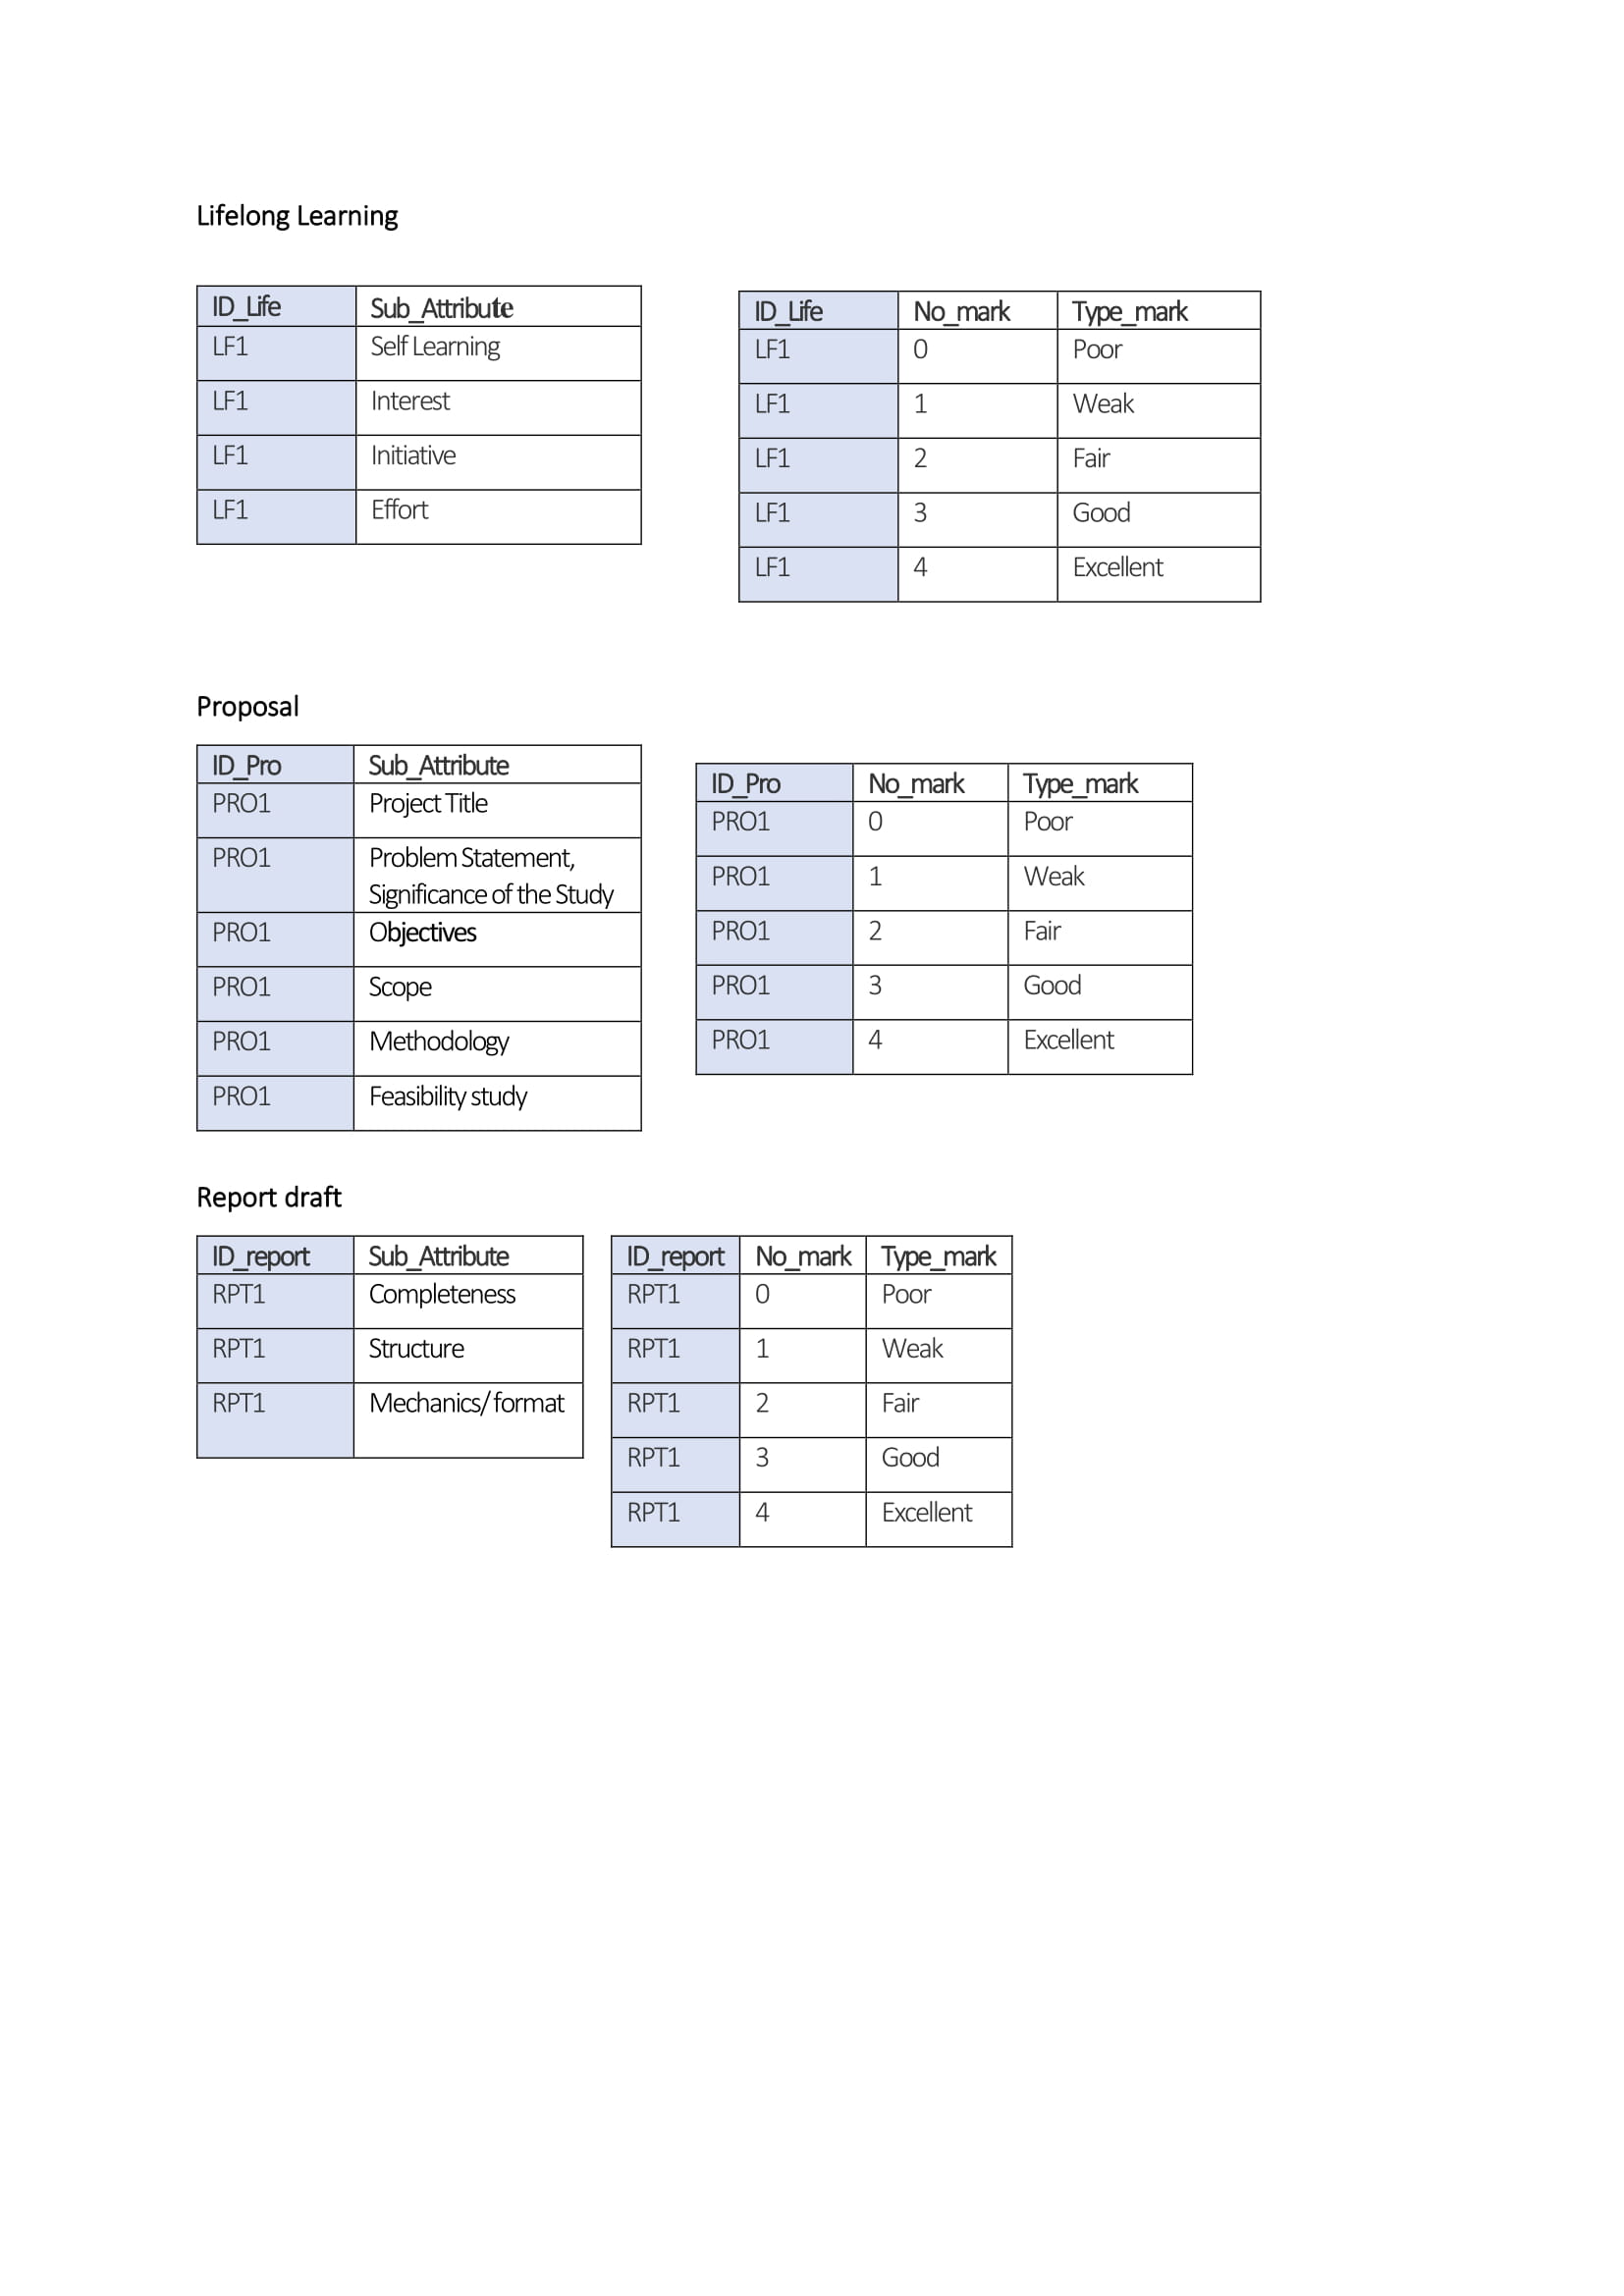 Lifelong Learning
ID_Life Sub_Attribute
LF1 Self Learning
LF1 Interest
LF1 Initiative
LF1 Effort
ID_Life No_mark Type_mark
LF1 0 Poor
LF1 1 Weak
LF1 2 Fair
LF1 3 Good
LF1 4 Excellent
Proposal
ID_Pro Sub_Attribute
PRO1 Project Title
PRO1 Problem Statement,
Significance of the Study
PRO1 Objectives
PRO1 Scope
PRO1 Methodology
PRO1 Feasibility study
ID_Pro No_mark Type_mark
PRO1 0 Poor
PRO1 1 Weak
PRO1 2 Fair
PRO1 3 Good
PRO1 4 Excellent
Report draft
ID_report Sub_Attribute
RPT1 Completeness
RPT1 Structure
RPT1 Mechanics/ format
ID_report No_mark Type_mark
RPT1 0 Poor
RPT1 1 Weak
RPT1 2 Fair
RPT1 3 Good
RPT1 4 Excellent